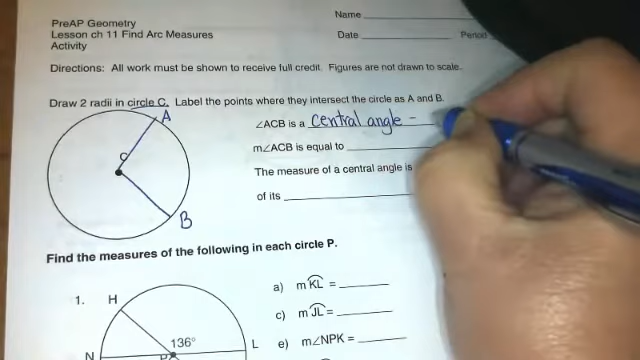 Name
PreAP Geometry
Lesson ch 11 Find Arc Measures
Date Period
Activity
Directions: All work must be shown to receive full credit. Figures are not drawn to scale.
Draw 2 radii in circle C. Label the points where they intersect the circle as A and B.
A
∠ACB is a central angle -
C
m∠ACB is equal to
The measure of a central angle is
of its
B
Find the measures of the following in each circle P.
1. H
a) m KL =
c) m JL =
136°
N P L
e) m∠NPK =